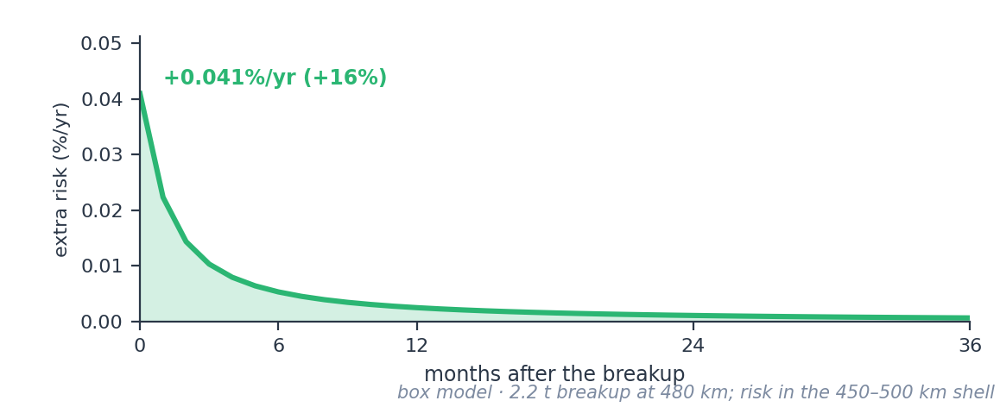 0.05
+0.041%/yr (+16%)
0.04
0.03
extra risk (%/yr)
0.02
0.01
0.00
0 6 12 24 36
months after the breakup
box model · 2.2 t breakup at 480 km; risk in the 450–500 km shell